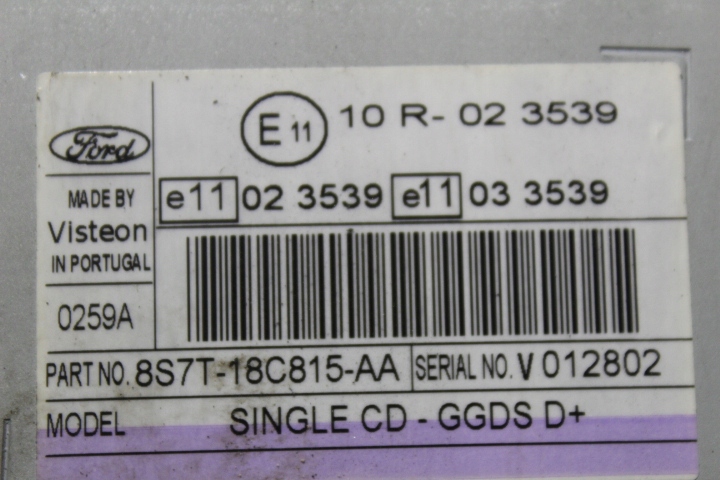 E 11 10 R- 02 3539
Ford
e11 02 3539 e11 03 3539
MADE BY
Visteon
IN PORTUGAL
0259A
PART NO. 8S7T-18C815-AA SERIAL NO. V 012802
MODEL SINGLE CD - GGDS D+